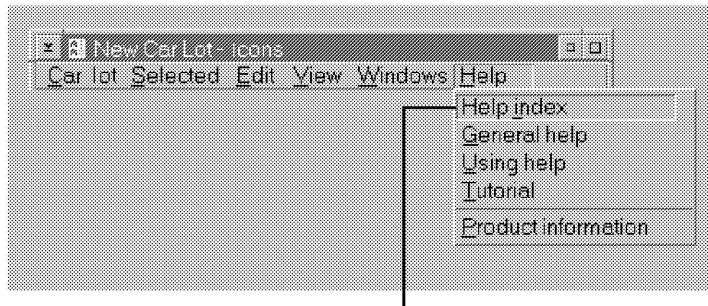 New Car Lot - Icons
Car lot Selected Edit View Windows Help
Help index
General help
Using help
Tutorial
Product information